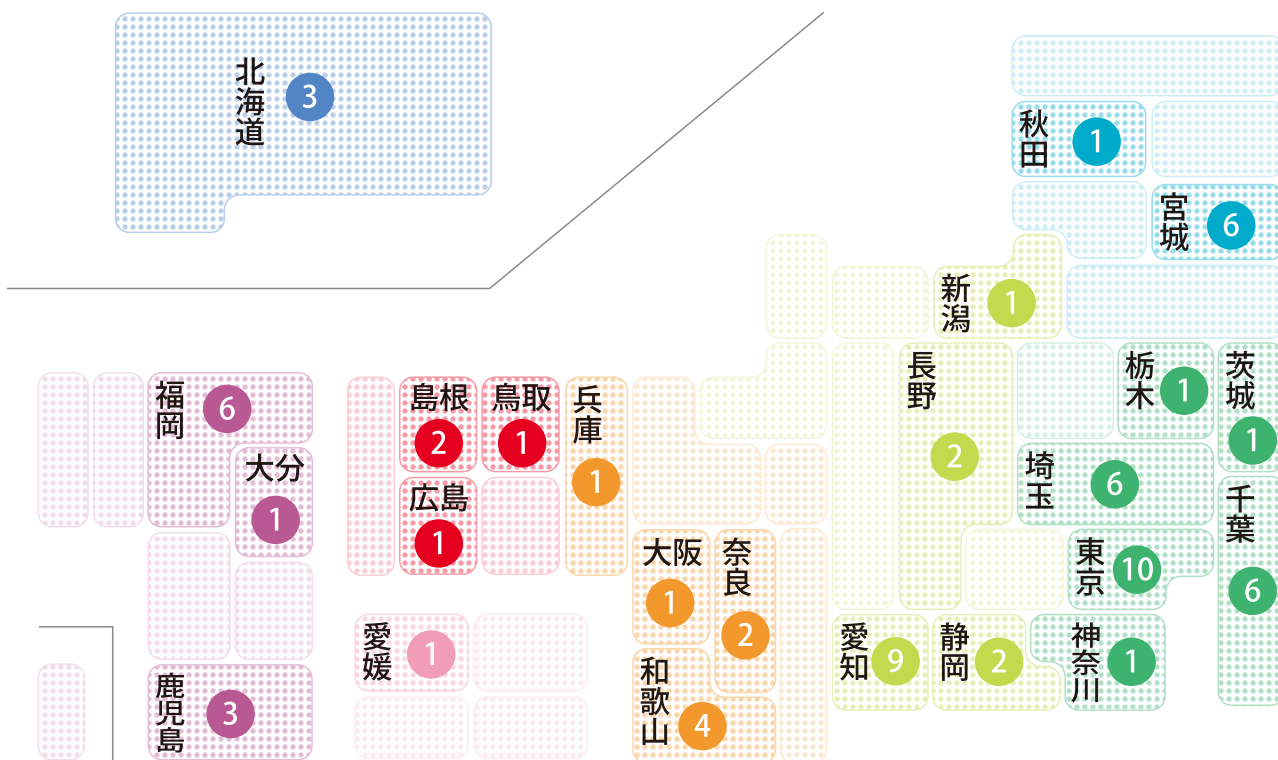 北海道
3
秋田
1
宮城
6
新潟
1
長野
2
栃木
1
茨城
1
埼玉
6
千葉
6
東京
10
神奈川
1
静岡
2
愛知
9
福岡
6
大分
1
鹿児島
3
島根
2
鳥取
1
広島
1
兵庫
1
大阪
1
奈良
2
和歌山
4
愛媛
1